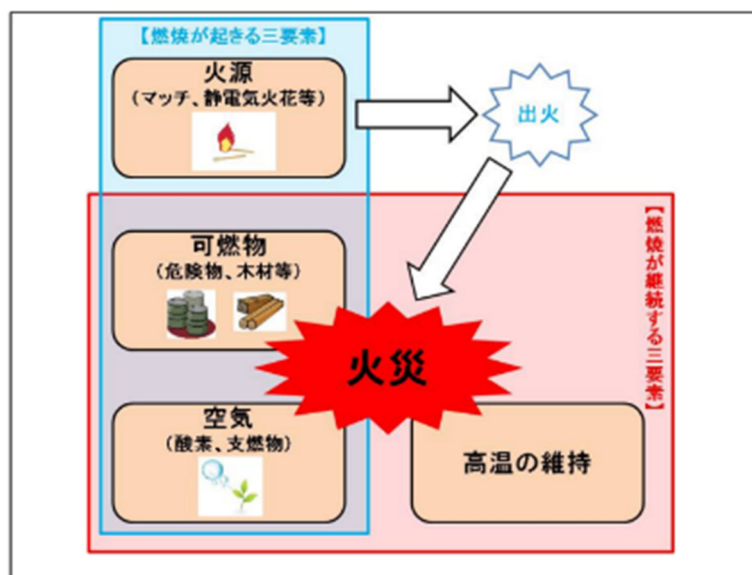 【燃焼が起きる三要素】
火源
（マッチ、静電気火花等）
出火
可燃物
（危険物、木材等）
火災
空気
（酸素、支燃物）
高温の維持
【燃焼が継続する三要素】